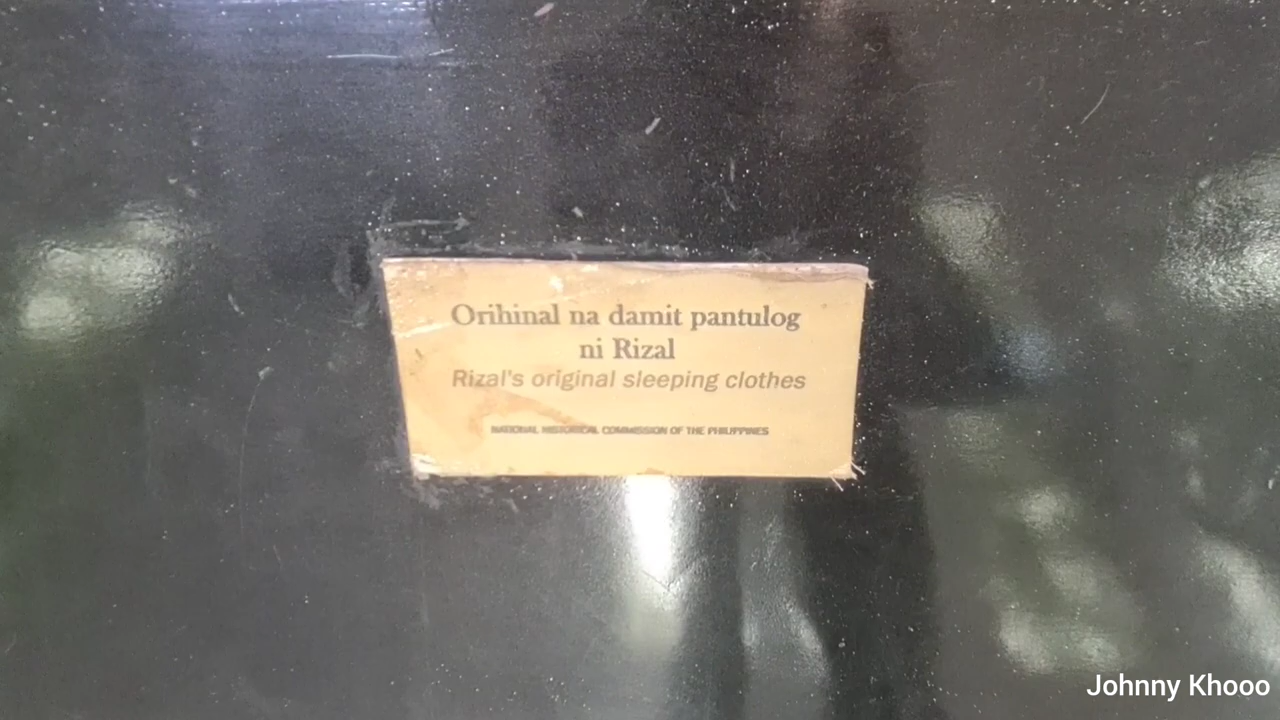 Orihinal na damit pantulog
ni Rizal
Rizal's original sleeping clothes
NATIONAL HISTORICAL COMMISSION OF THE PHILIPPINES
Johnny Khooo